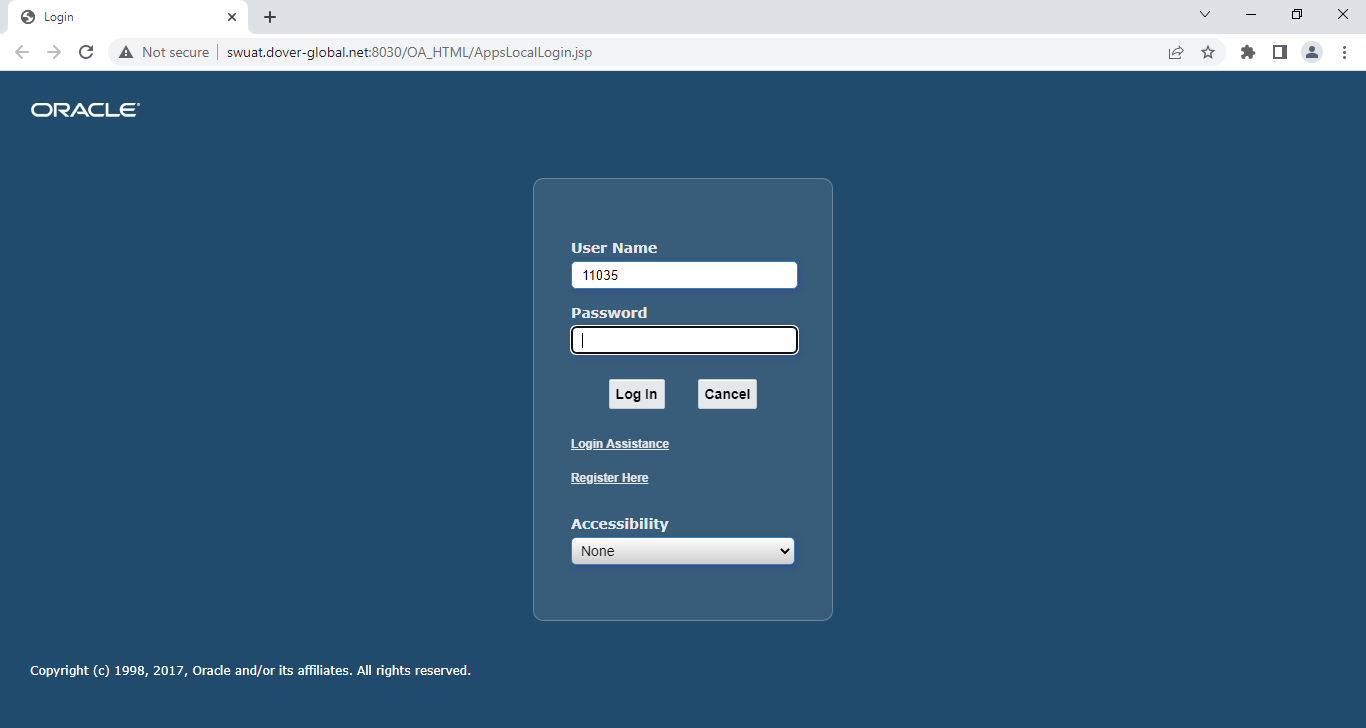 Login
Not secure
swuat.dover-global.net:8030/OA_HTML/AppsLocalLogin.jsp
ORACLE
User Name
11035
Password
Log In
Cancel
Login Assistance
Register Here
Accessibility
None
Copyright (c) 1998, 2017, Oracle and/or its affiliates. All rights reserved.